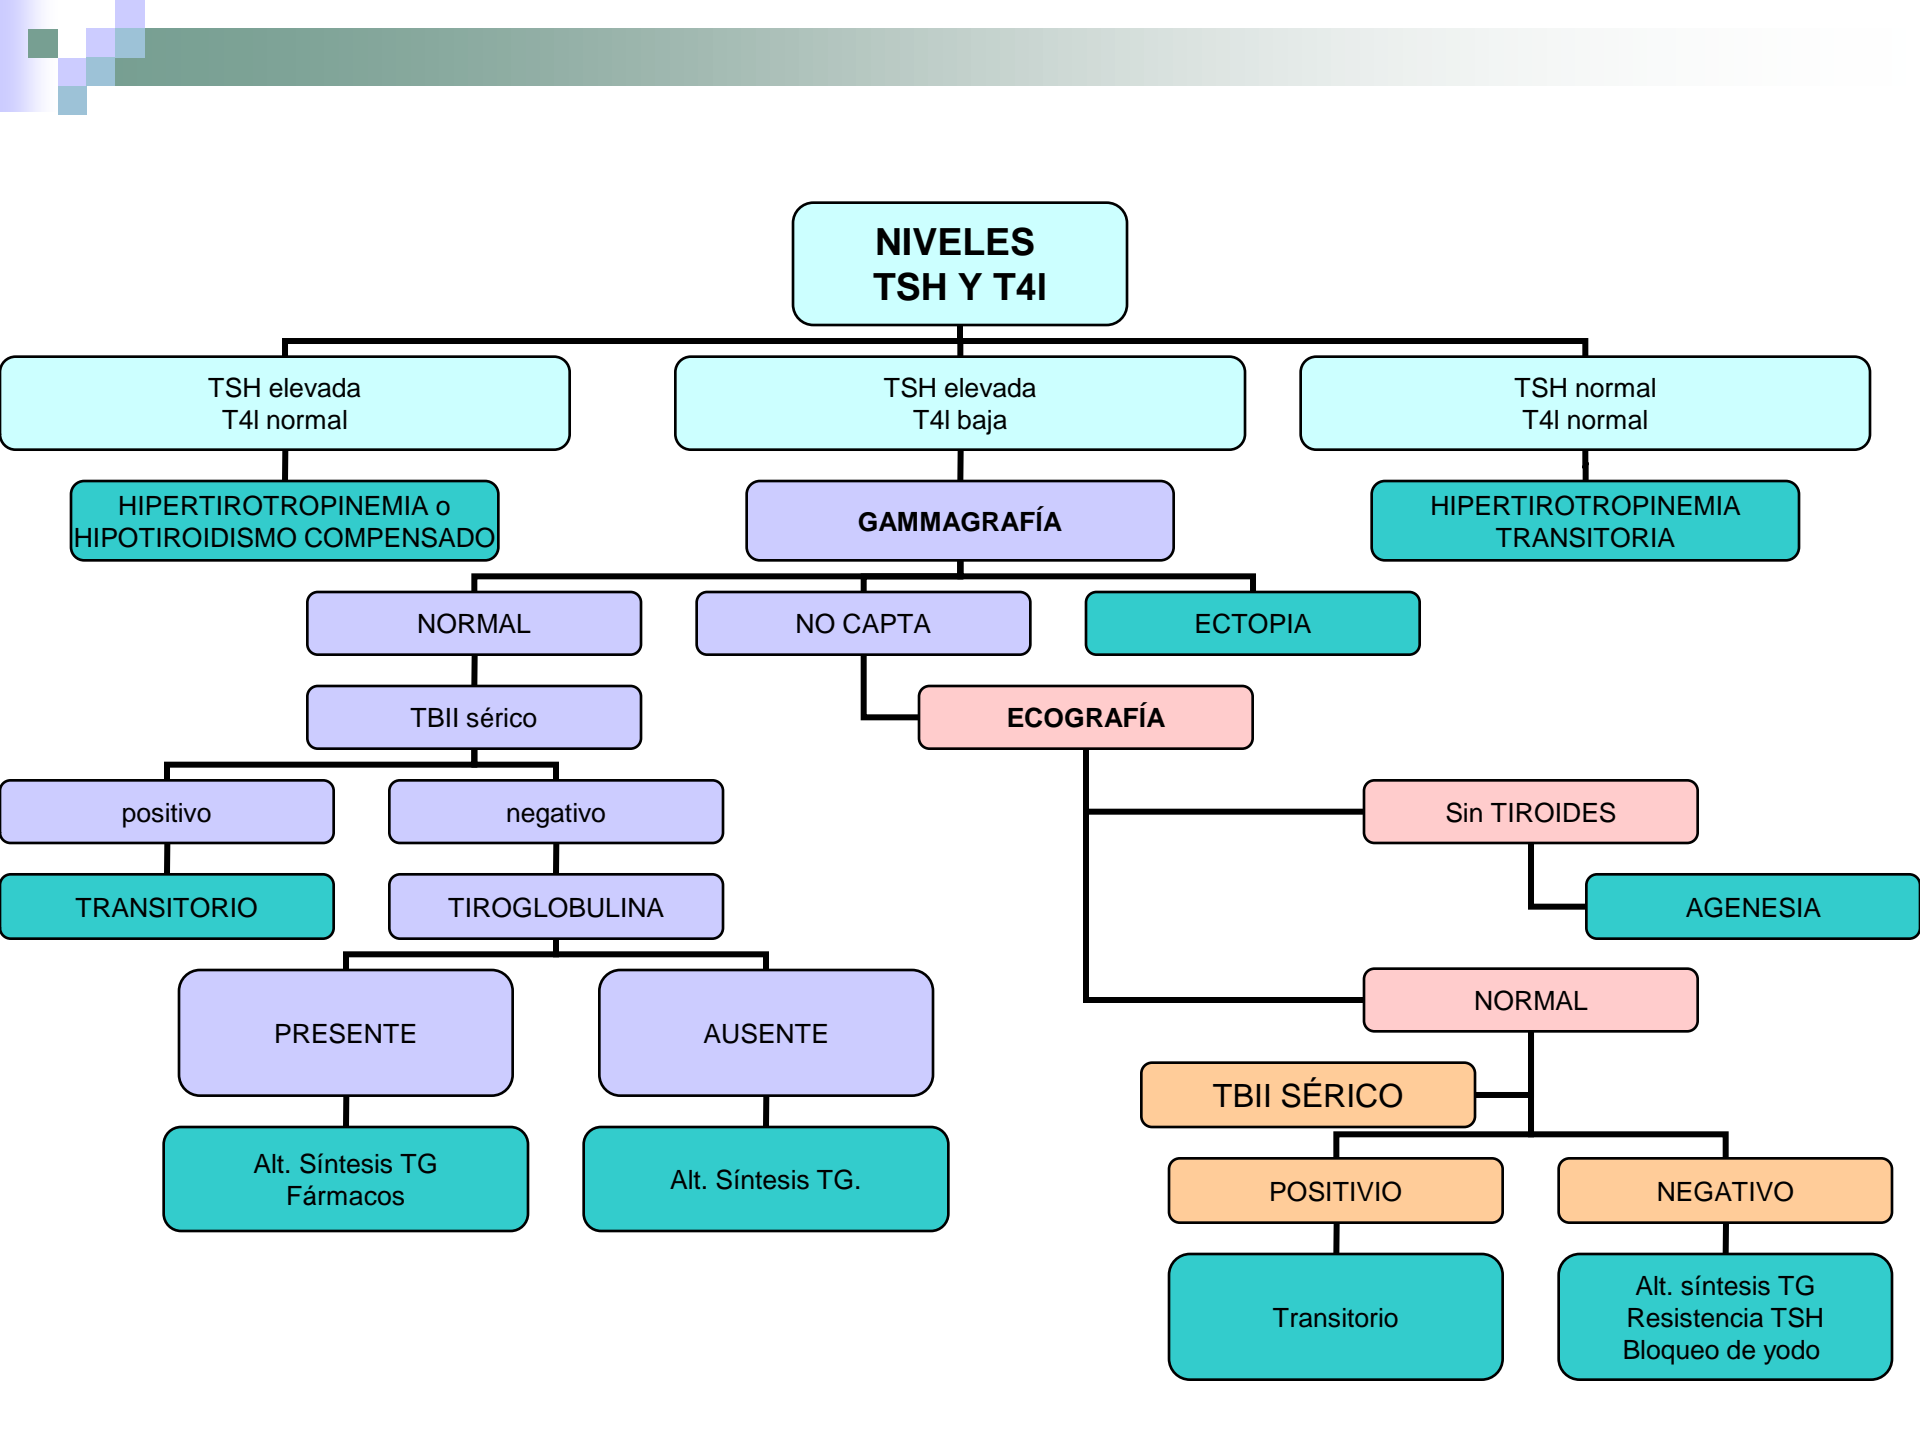 NIVELES
TSH Y T4l
TSH elevada
T4l normal
TSH elevada
T4l baja
TSH normal
T4l normal
HIPERTIROTROPINEMIA o
HIPOTIROIDISMO COMPENSADO
GAMMAGRAFÍA
HIPERTIROTROPINEMIA
TRANSITORIA
NORMAL
NO CAPTA
ECTOPIA
TBII sérico
ECOGRAFÍA
positivo
negativo
Sin TIROIDES
TRANSITORIO
TIROGLOBULINA
AGENESIA
PRESENTE
AUSENTE
NORMAL
TBII SÉRICO
Alt. Síntesis TG
Fármacos
Alt. Síntesis TG.
POSITIVIO
NEGATIVO
Transitorio
Alt. síntesis TG
Resistencia TSH
Bloqueo de yodo